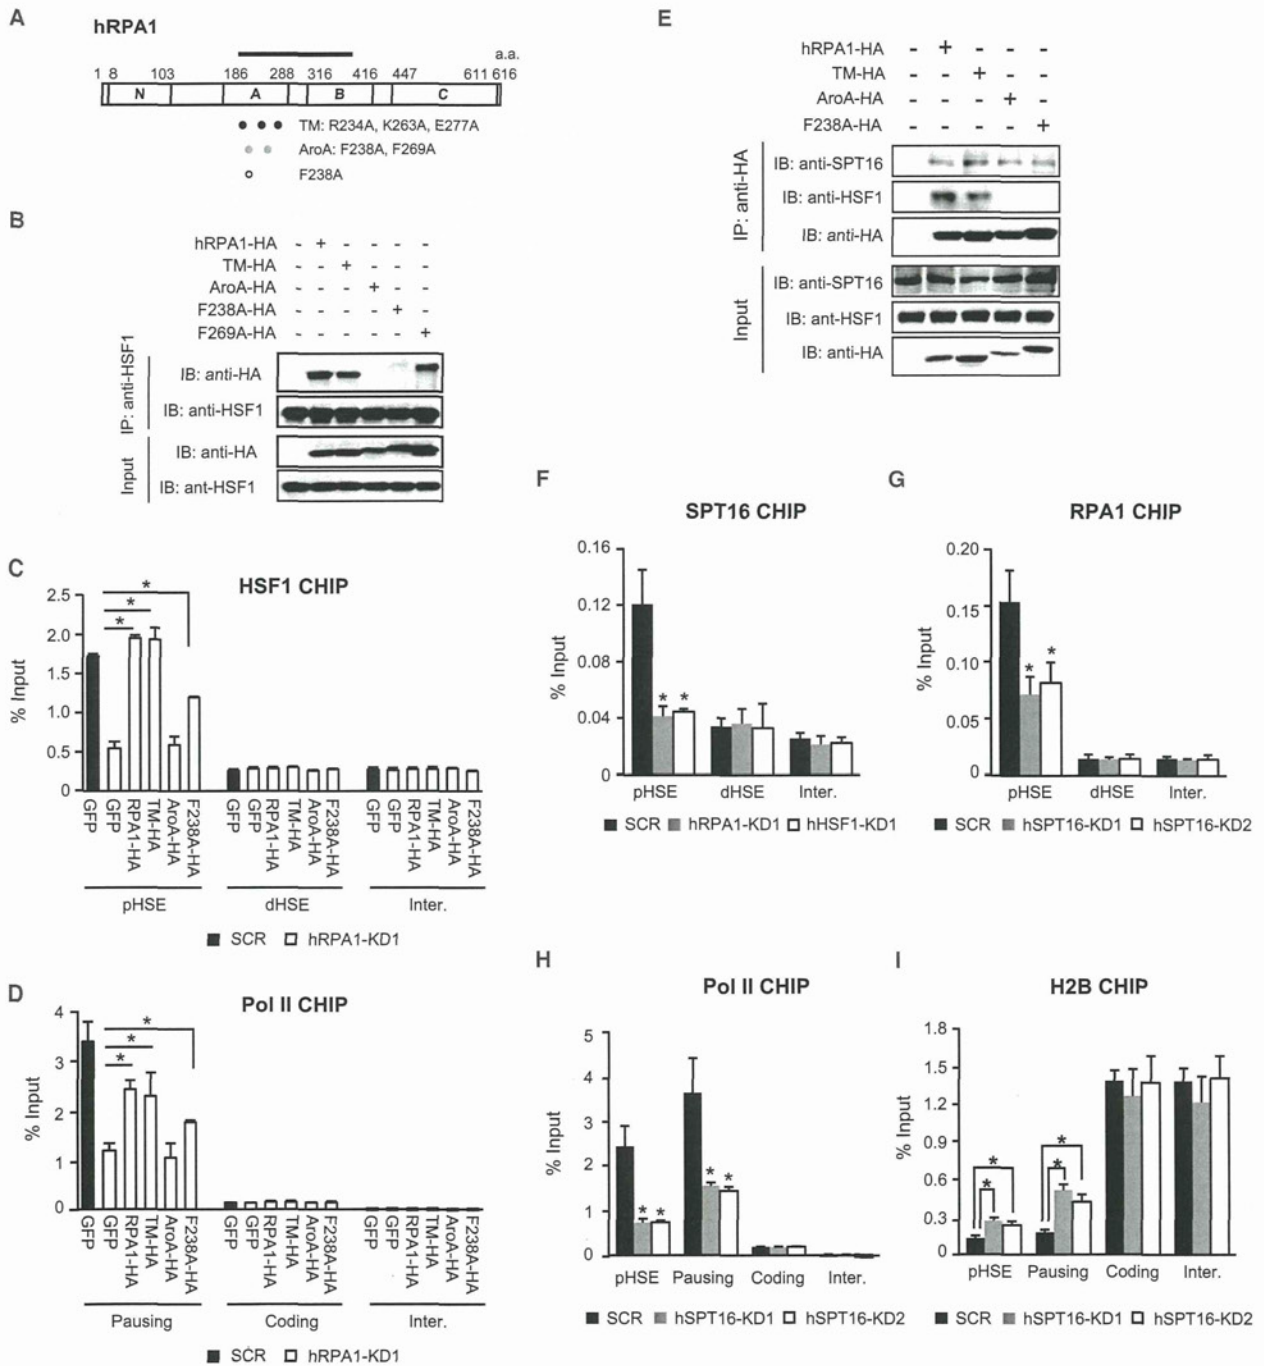 A
hRPA1
a.a.
1 8 103 186 288 316 416 447 611 616
N A B C
TM: R234A, K263A, E277A
AroA: F238A, F269A
F238A
B
hRPA1-HA - + - - - -
TM-HA - - + - - -
AroA-HA - - - + - -
F238A-HA - - - - + -
F269A-HA - - - - - +
IP: anti-HSF1
IB: anti-HA
IB: anti-HSF1
Input
IB: anti-HA
IB: ant-HSF1
C
HSF1 CHIP
% Input
2.5
2.0
1.5
1.0
0.5
0
* * *
GFP GFP RPA1-HA TM-HA AroA-HA F238A-HA
GFP GFP RPA1-HA TM-HA AroA-HA F238A-HA
GFP GFP RPA1-HA TM-HA AroA-HA F238A-HA
pHSE dHSE Inter.
SCR hRPA1-KD1
D
Pol II CHIP
% Input
4
3
2
1
0
* * *
GFP GFP RPA1-HA TM-HA AroA-HA F238A-HA
GFP GFP RPA1-HA TM-HA AroA-HA F238A-HA
GFP GFP RPA1-HA TM-HA AroA-HA F238A-HA
Pausing Coding Inter.
SCR hRPA1-KD1
E
hRPA1-HA - + - - -
TM-HA - - + - -
AroA-HA - - - + -
F238A-HA - - - - +
IP: anti-HA
IB: anti-SPT16
IB: anti-HSF1
IB: anti-HA
Input
IB: anti-SPT16
IB: ant-HSF1
IB: anti-HA
F
SPT16 CHIP
% Input
0.16
0.12
0.08
0.04
0
* *
pHSE dHSE Inter.
SCR hRPA1-KD1 hHSF1-KD1
G
RPA1 CHIP
% Input
0.20
0.15
0.10
0.05
0
* *
pHSE dHSE Inter.
SCR hSPT16-KD1 hSPT16-KD2
H
Pol II CHIP
% Input
5
4
3
2
1
0
* * * *
pHSE Pausing Coding Inter.
SCR hSPT16-KD1 hSPT16-KD2
I
H2B CHIP
% Input
1.8
1.5
1.2
0.9
0.6
0.3
0
* * * *
pHSE Pausing Coding Inter.
SCR hSPT16-KD1 hSPT16-KD2